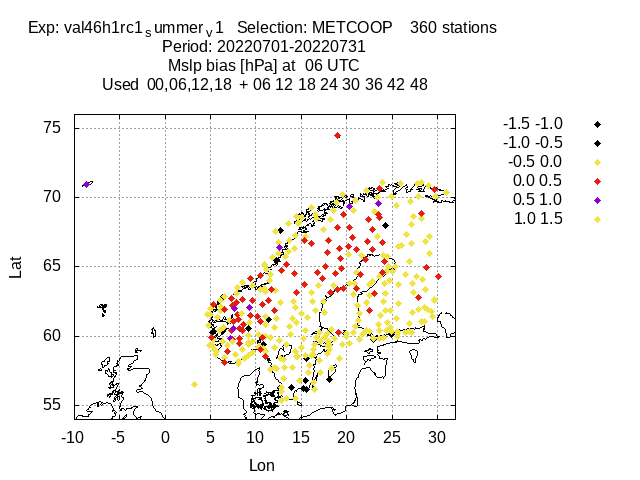 Exp: val46h1rc1summerv1   Selection: METCOOP    360 stations
Period: 20220701-20220731
Mslp bias [hPa] at  06 UTC
Used  00,06,12,18  + 06 12 18 24 30 36 42 48
-1.5 -1.0
-1.0 -0.5
-0.5 0.0
0.0 0.5
0.5 1.0
1.0 1.5
75
70
65
60
55
Lat
-10 -5 0 5 10 15 20 25 30
Lon